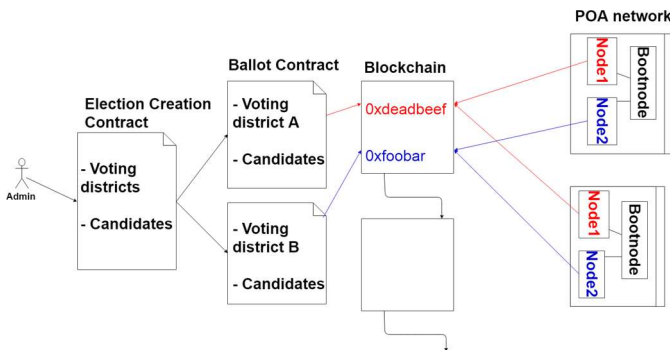 POA network
Ballot Contract
Blockchain
Election Creation
Contract
- Voting
districts
- Candidates
Admin
- Voting
district A
- Candidates
- Voting
district B
- Candidates
0xdeadbeef
0xfoobar
Node1
Node2
Bootnode
Node1
Node2
Bootnode